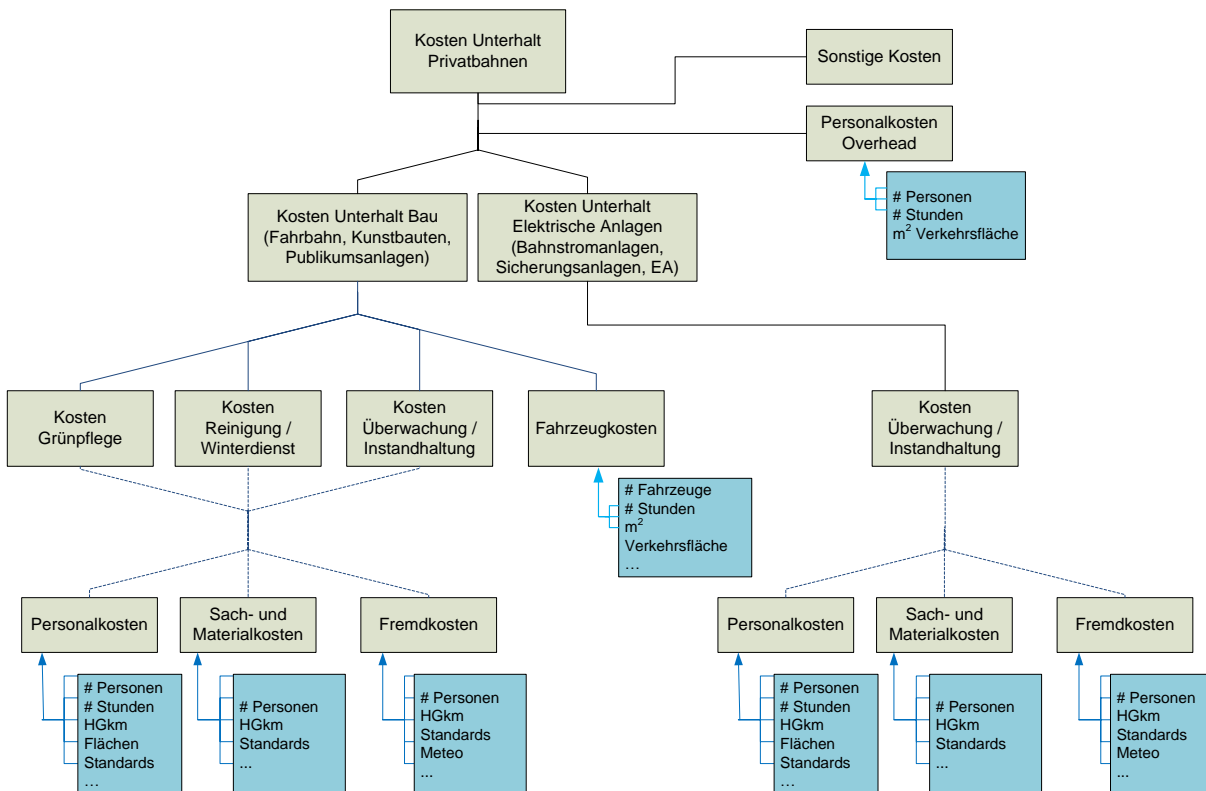 Kosten Unterhalt
Privatbahnen
Sonstige Kosten
Personalkosten
Overhead
# Personen
# Stunden
m² Verkehrsfläche
Kosten Unterhalt Bau
(Fahrbahn, Kunstbauten,
Publikumsanlagen)
Kosten Unterhalt
Elektrische Anlagen
(Bahnstromanlagen,
Sicherungsanlagen, EA)
Kosten
Grünpflege
Kosten
Reinigung /
Winterdienst
Kosten
Überwachung /
Instandhaltung
Fahrzeugkosten
Kosten
Überwachung /
Instandhaltung
# Fahrzeuge
# Stunden
m²
Verkehrsfläche
…
Personalkosten
Sach- und
Materialkosten
Fremdkosten
Personalkosten
Sach- und
Materialkosten
Fremdkosten
# Personen
# Stunden
HGkm
Flächen
Standards
…
# Personen
HGkm
Standards
...
# Personen
HGkm
Standards
Meteo
...
# Personen
# Stunden
HGkm
Flächen
Standards
…
# Personen
HGkm
Standards
...
# Personen
HGkm
Standards
Meteo
...